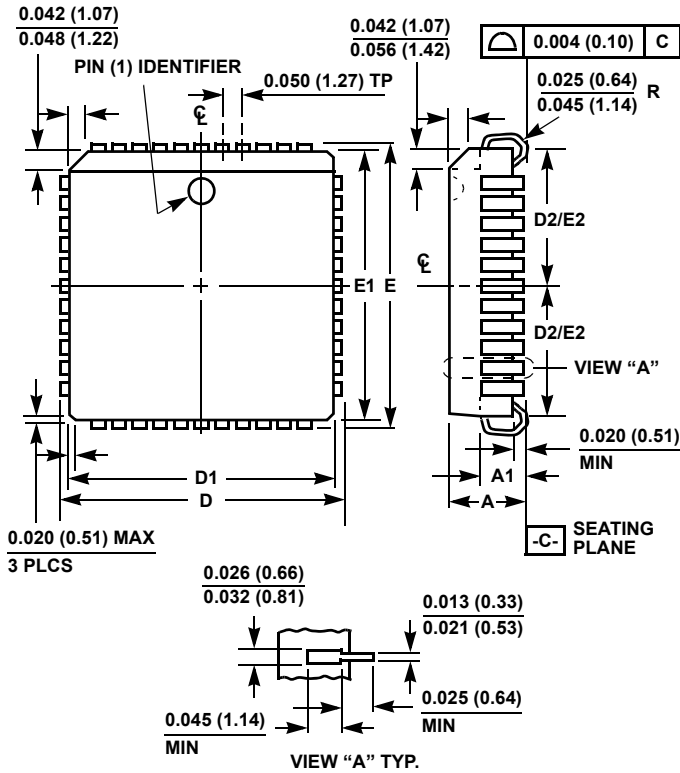 0.042 (1.07)
0.048 (1.22)
PIN (1) IDENTIFIER
0.050 (1.27) TP
℄
0.042 (1.07)
0.056 (1.42)
0.004 (0.10) C
0.025 (0.64)
0.045 (1.14)
R
℄
D2/E2
E1 E
D2/E2
VIEW “A”
0.020 (0.51)
MIN
A1
A
D1
D
0.020 (0.51) MAX
3 PLCS
-C- SEATING
PLANE
0.026 (0.66)
0.032 (0.81)
0.013 (0.33)
0.021 (0.53)
0.025 (0.64)
MIN
0.045 (1.14)
MIN
VIEW “A” TYP.